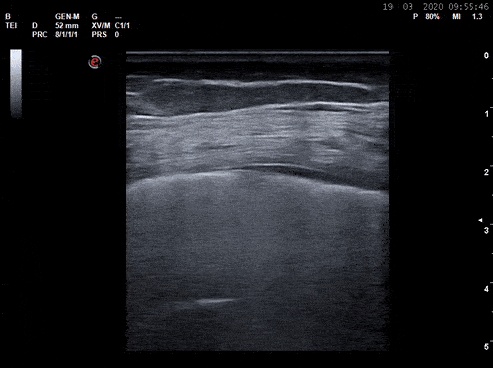 19 03 2020 09:55:46
B GEN-M G ---
TEI D 52 mm XV/M C1/1
PRC 8/1/1/1 PRS 0
P 80% MI 1.3
e
0
1
2
3
4
5